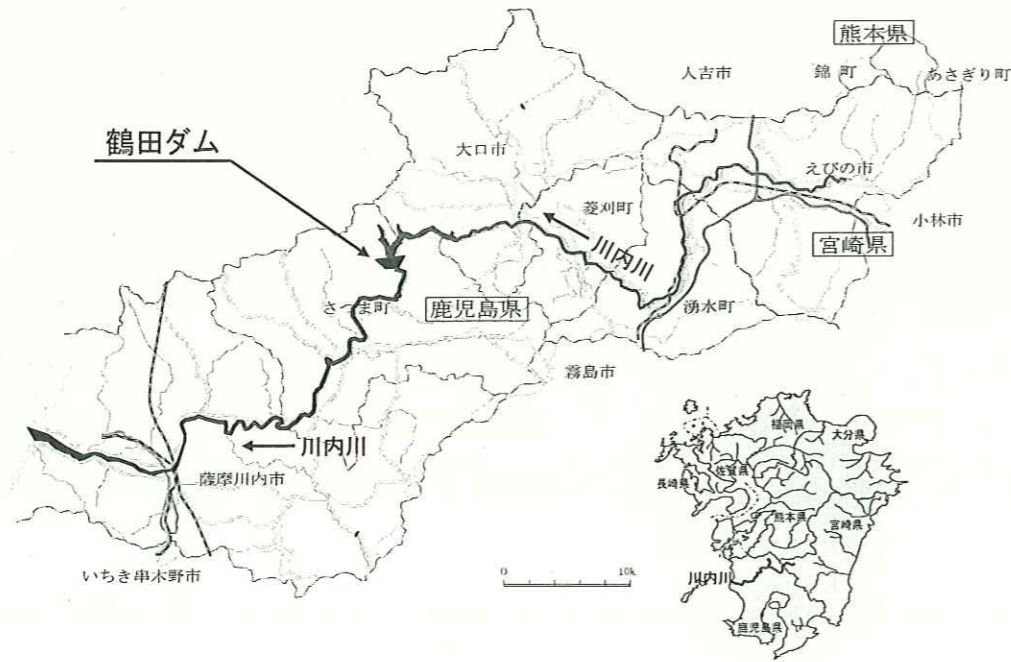 熊本県
人吉市
錦町
あさぎり町
鶴田ダム
大口市
えびの市
菱刈町
小林市
川内川
宮崎県
さつま町
鹿児島県
湧水町
霧島市
川内川
薩摩川内市
いちき串木野市
0 10k
福岡県
大分県
佐賀県
長崎県
熊本県
宮崎県
川内川
鹿児島県